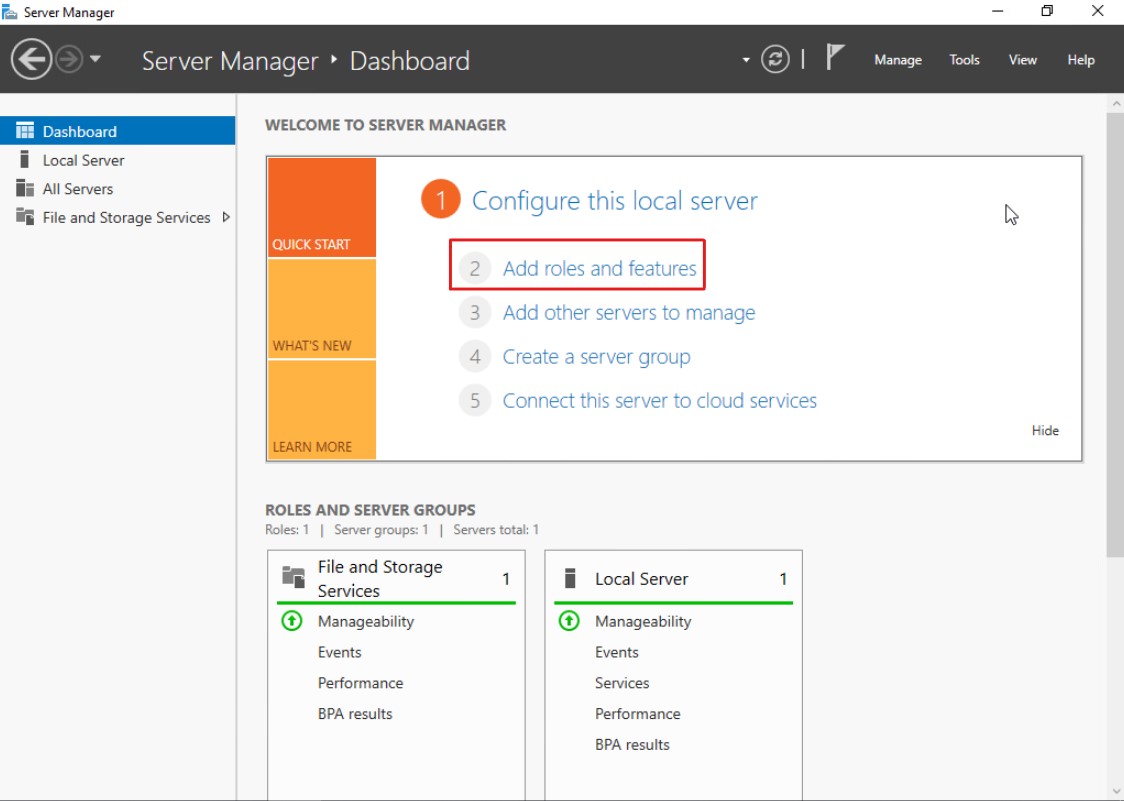 Server Manager
Server Manager ‣ Dashboard
Manage Tools View Help
Dashboard
Local Server
All Servers
File and Storage Services
WELCOME TO SERVER MANAGER
QUICK START
WHAT'S NEW
LEARN MORE
1 Configure this local server
2 Add roles and features
3 Add other servers to manage
4 Create a server group
5 Connect this server to cloud services
Hide
ROLES AND SERVER GROUPS
Roles: 1 | Server groups: 1 | Servers total: 1
File and Storage
Services 1
Manageability
Events
Performance
BPA results
Local Server 1
Manageability
Events
Services
Performance
BPA results